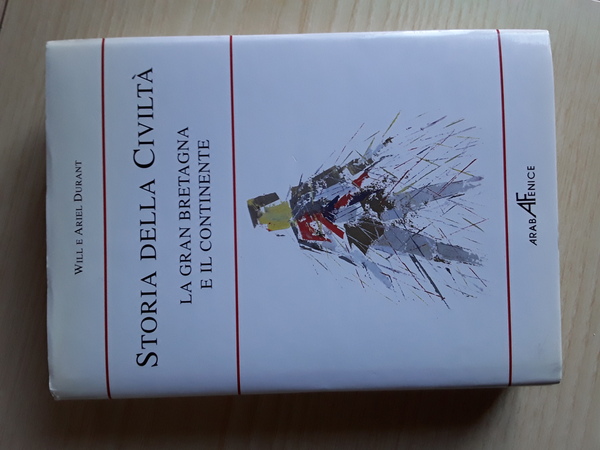 WILL E ARIEL DURANT
STORIA DELLA CIVILTÀ
LA GRAN BRETAGNA
E IL CONTINENTE
ARABAFENICE